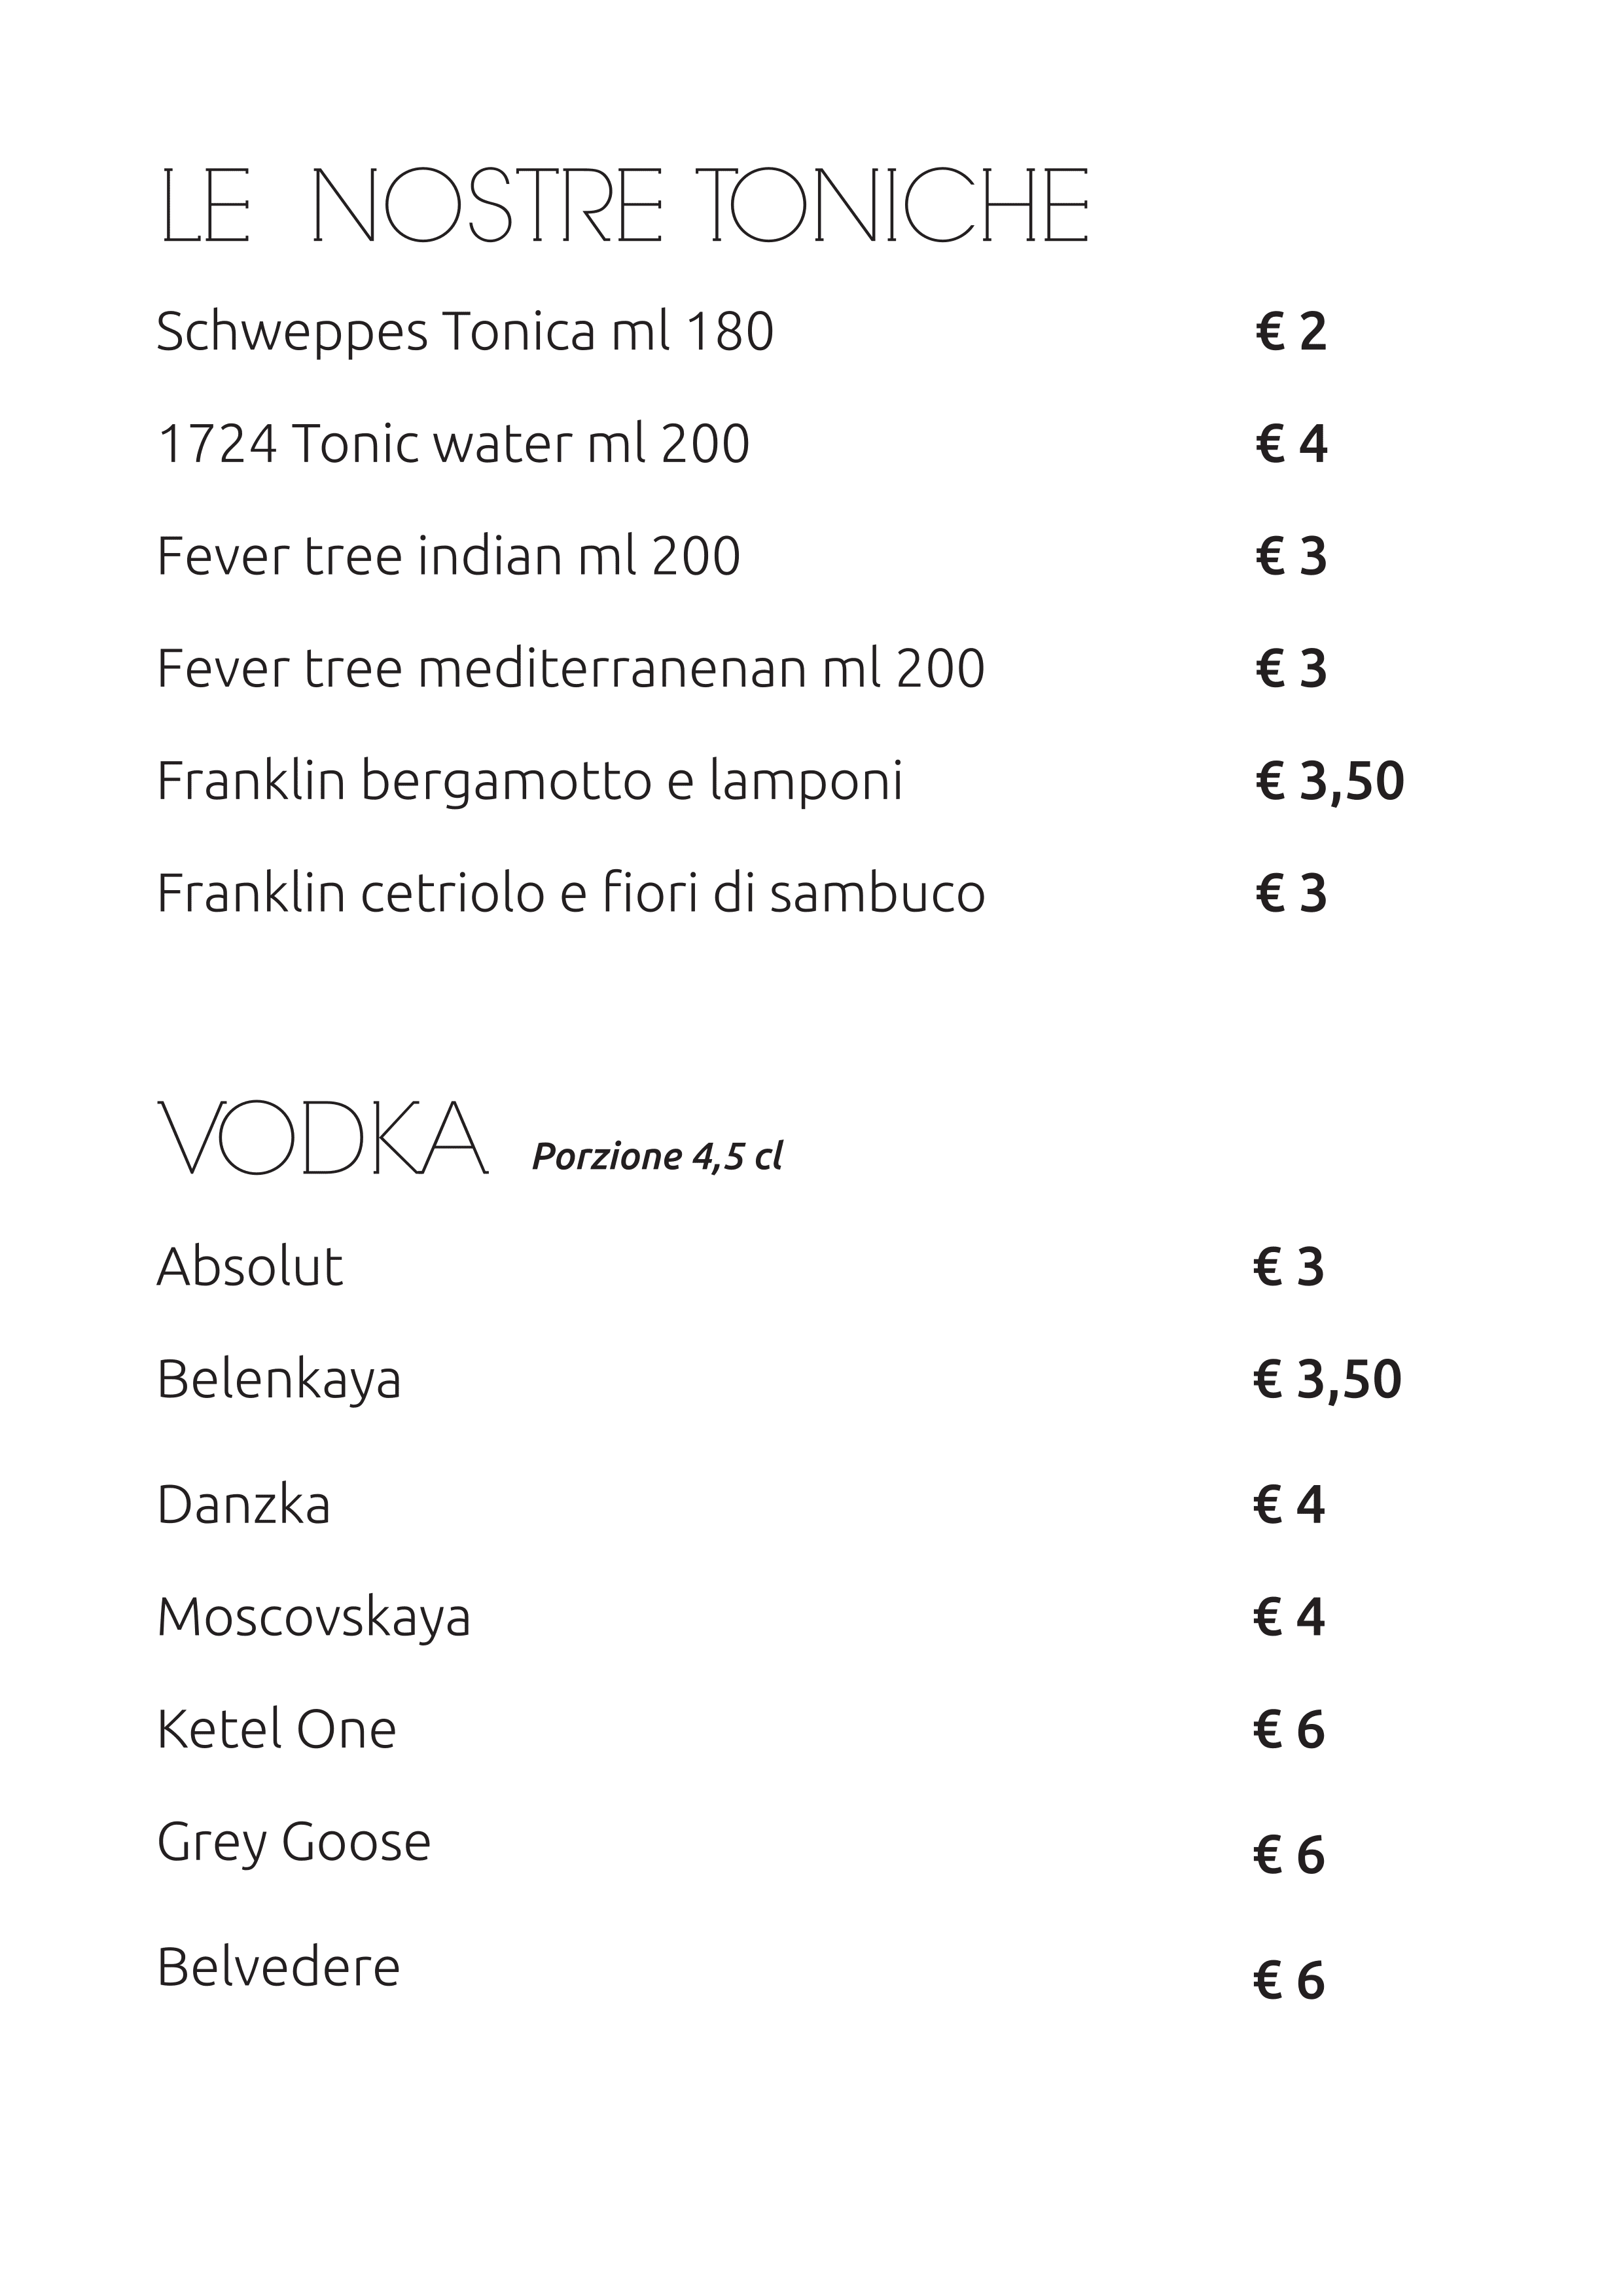 LE NOSTRE TONICHE
Schweppes Tonica ml 180 € 2
1724 Tonic water ml 200 € 4
Fever tree indian ml 200 € 3
Fever tree mediterranenan ml 200 € 3
Franklin bergamotto e lamponi € 3,50
Franklin cetriolo e fiori di sambuco € 3
VODKA Porzione 4,5 cl
Absolut € 3
Belenkaya € 3,50
Danzka € 4
Moscovskaya € 4
Ketel One € 6
Grey Goose € 6
Belvedere € 6